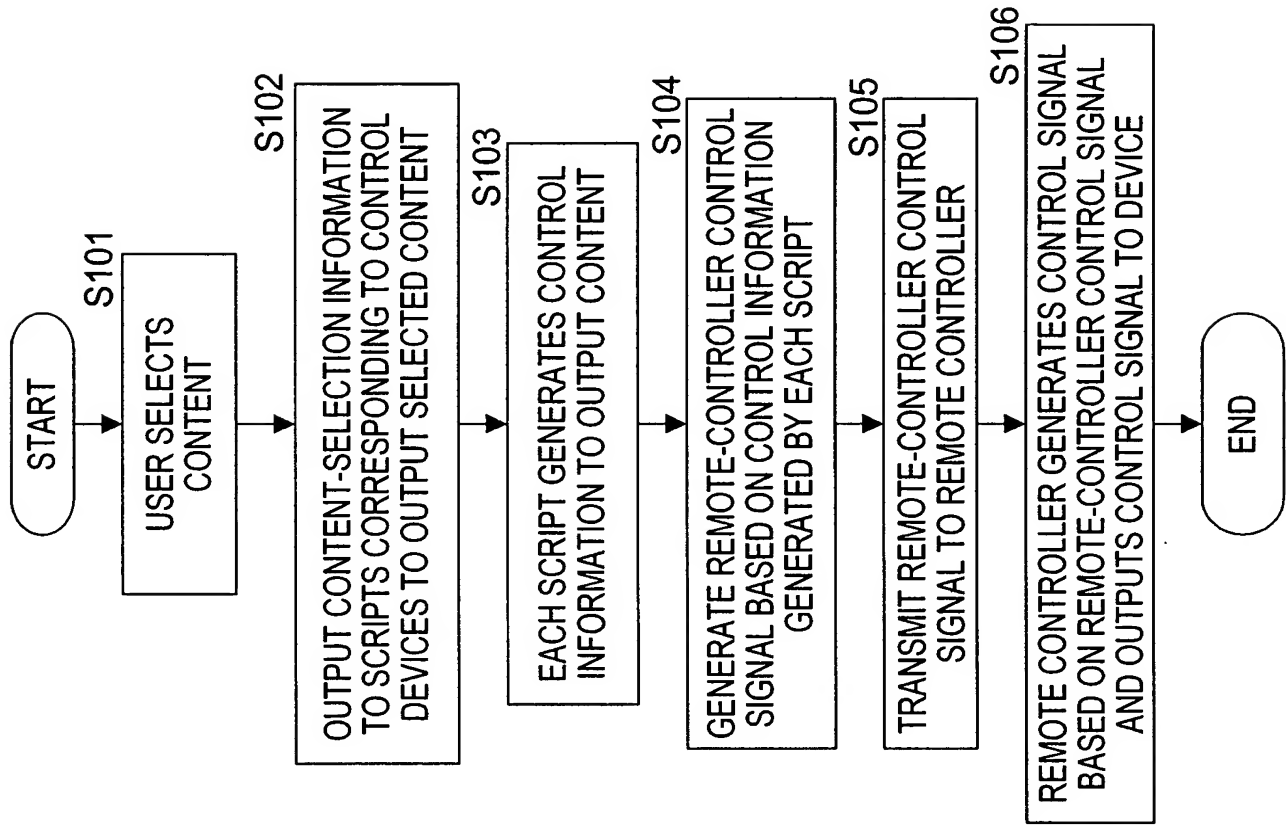 START
S101
USER SELECTS
CONTENT
S102
OUTPUT CONTENT-SELECTION INFORMATION
TO SCRIPTS CORRESPONDING TO CONTROL
DEVICES TO OUTPUT SELECTED CONTENT
S103
EACH SCRIPT GENERATES CONTROL
INFORMATION TO OUTPUT CONTENT
S104
GENERATE REMOTE-CONTROLLER CONTROL
SIGNAL BASED ON CONTROL INFORMATION
GENERATED BY EACH SCRIPT
S105
TRANSMIT REMOTE-CONTROLLER CONTROL
SIGNAL TO REMOTE CONTROLLER
S106
REMOTE CONTROLLER GENERATES CONTROL SIGNAL
BASED ON REMOTE-CONTROLLER CONTROL SIGNAL
AND OUTPUTS CONTROL SIGNAL TO DEVICE
END